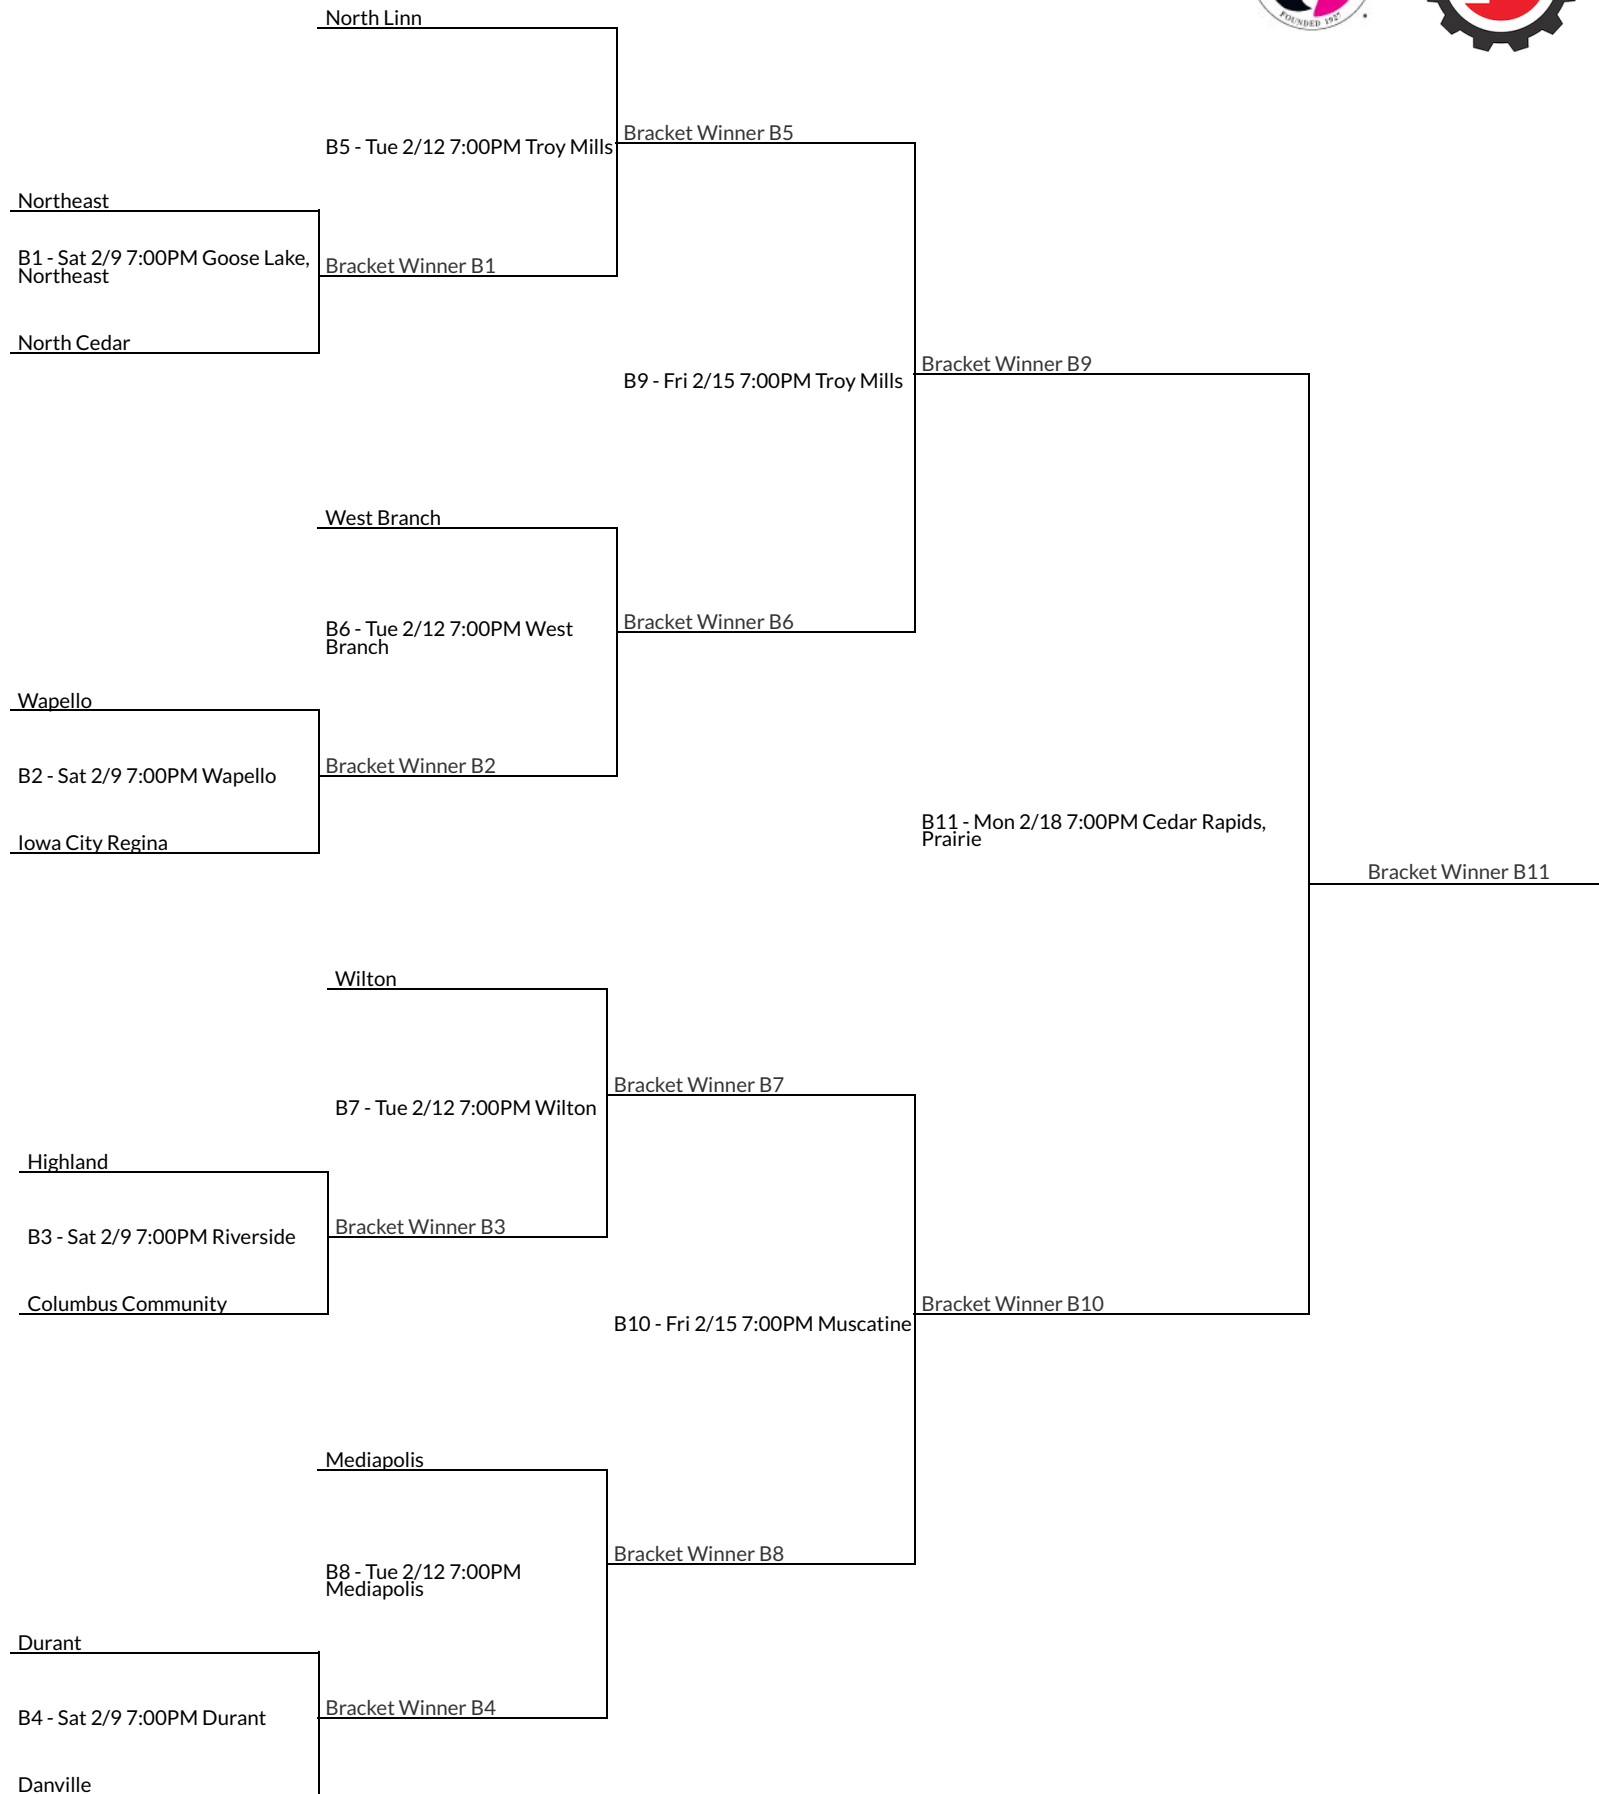 FOUNDED 1927
North Linn
Bracket Winner B5
B5 - Tue 2/12 7:00PM Troy Mills
Northeast
B1 - Sat 2/9 7:00PM Goose Lake,
Northeast
Bracket Winner B1
North Cedar
Bracket Winner B9
B9 - Fri 2/15 7:00PM Troy Mills
West Branch
Bracket Winner B6
B6 - Tue 2/12 7:00PM West
Branch
Wapello
Bracket Winner B2
B2 - Sat 2/9 7:00PM Wapello
Iowa City Regina
B11 - Mon 2/18 7:00PM Cedar Rapids,
Prairie
Bracket Winner B11
Wilton
Bracket Winner B7
B7 - Tue 2/12 7:00PM Wilton
Highland
Bracket Winner B3
B3 - Sat 2/9 7:00PM Riverside
Columbus Community
Bracket Winner B10
B10 - Fri 2/15 7:00PM Muscatine
Mediapolis
Bracket Winner B8
B8 - Tue 2/12 7:00PM
Mediapolis
Durant
Bracket Winner B4
B4 - Sat 2/9 7:00PM Durant
Danville